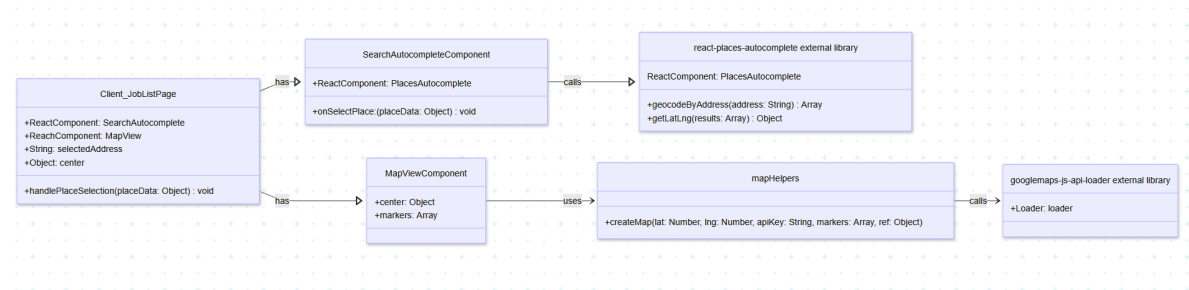 Client_JobListPage
+ReactComponent: SearchAutocomplete
+ReachComponent: MapView
+String: selectedAddress
+Object: center
+handlePlaceSelection(placeData: Object) : void
has
has
SearchAutocompleteComponent
+ReactComponent: PlacesAutocomplete
+onSelectPlace:(placeData: Object) : void
calls
react-places-autocomplete external library
ReactComponent: PlacesAutocomplete
+geocodeByAddress(address: String) : Array
+getLatLng(results: Array) : Object
MapViewComponent
+center: Object
+markers: Array
uses
mapHelpers
+createMap(lat: Number, lng: Number, apiKey: String, markers: Array, ref: Object)
calls
googlemaps-js-api-loader external library
+Loader: loader